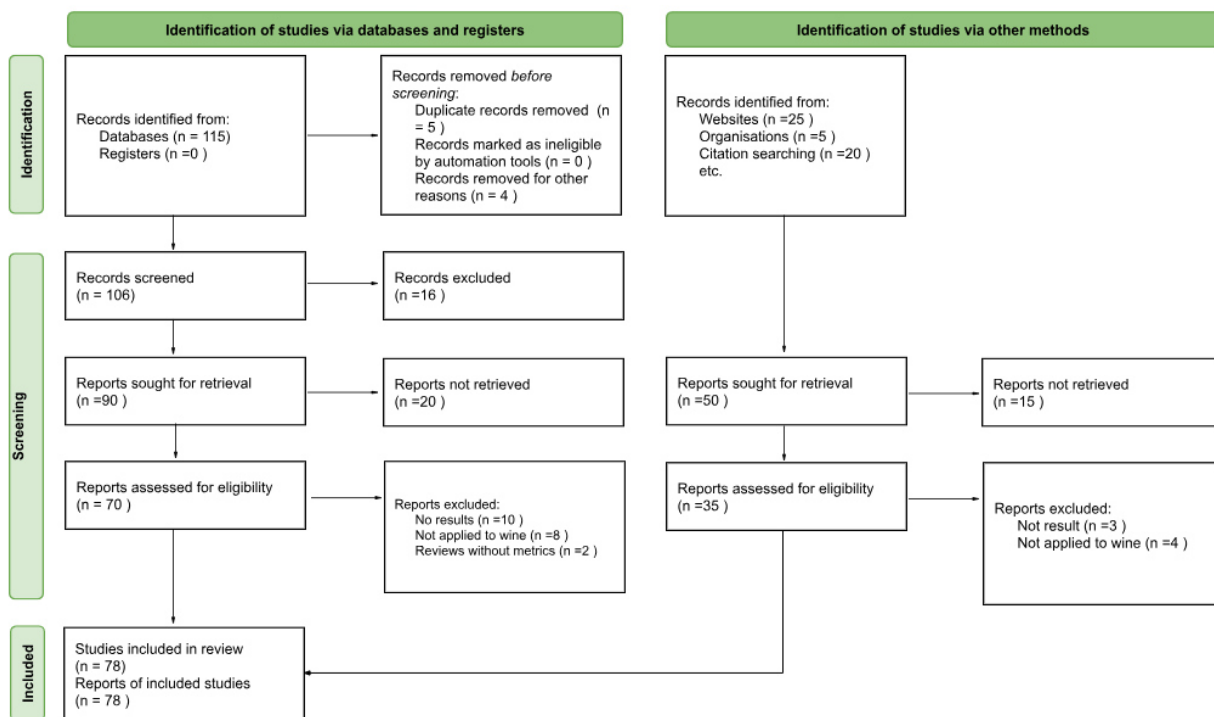 Identification of studies via databases and registers
Identification of studies via other methods
Identification
Records identified from:
Databases (n = 115)
Registers (n =0 )
Records removed before
screening:
Duplicate records removed (n
= 5 )
Records marked as ineligible
by automation tools (n = 0 )
Records removed for other
reasons (n = 4 )
Records identified from:
Websites (n =25 )
Organisations (n =5 )
Citation searching (n =20 )
etc.
Screening
Records screened
(n = 106)
Records excluded
(n =16 )
Reports sought for retrieval
(n =90 )
Reports not retrieved
(n =20 )
Reports sought for retrieval
(n =50 )
Reports not retrieved
(n =15 )
Reports assessed for eligibility
(n = 70 )
Reports excluded:
No results (n =10 )
Not applied to wine (n =8 )
Reviews without metrics (n =2 )
Reports assessed for eligibility
(n =35 )
Reports excluded:
Not result (n =3 )
Not applied to wine (n =4 )
Included
Studies included in review
(n = 78)
Reports of included studies
(n = 78 )